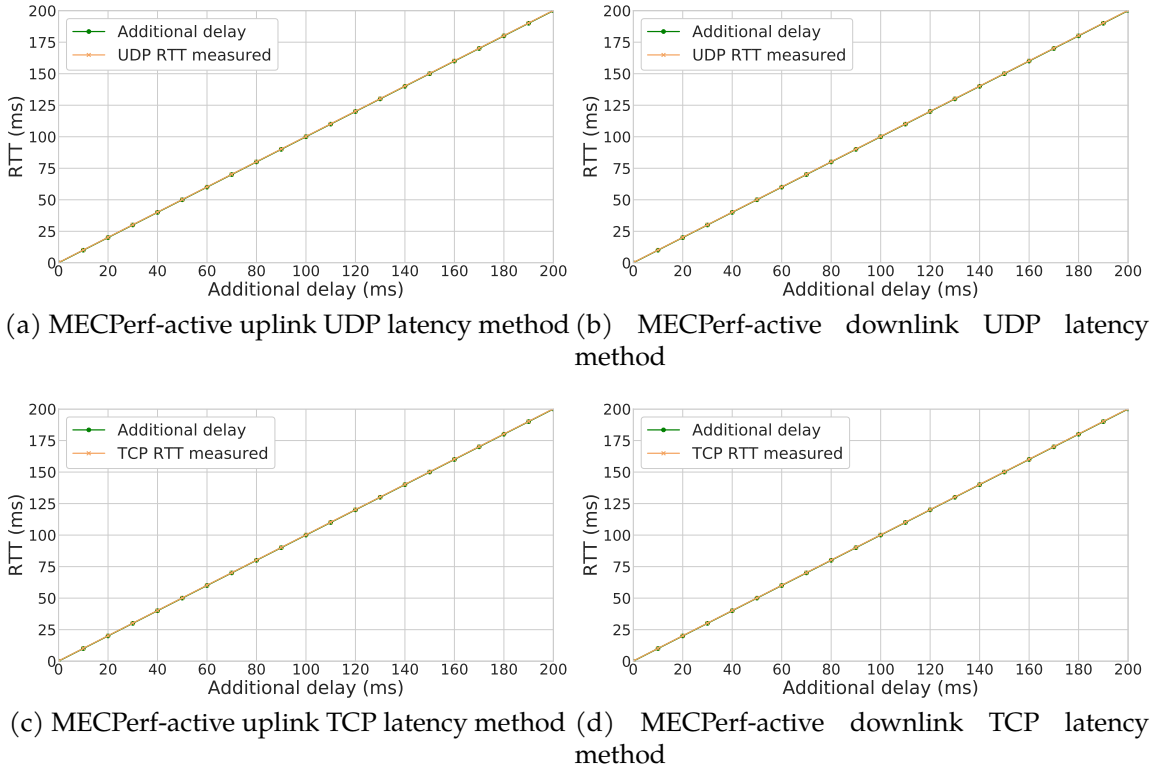 200
175
150
125
100
75
50
25
0
RTT (ms)
Additional delay
UDP RTT measured
0 20 40 60 80 100 120 140 160 180 200
Additional delay (ms)
(a) MECPerf-active uplink UDP latency method
200
175
150
125
100
75
50
25
0
RTT (ms)
Additional delay
UDP RTT measured
0 20 40 60 80 100 120 140 160 180 200
Additional delay (ms)
(b) MECPerf-active downlink UDP latency
method
200
175
150
125
100
75
50
25
0
RTT (ms)
Additional delay
TCP RTT measured
0 20 40 60 80 100 120 140 160 180 200
Additional delay (ms)
(c) MECPerf-active uplink TCP latency method
200
175
150
125
100
75
50
25
0
RTT (ms)
Additional delay
TCP RTT measured
0 20 40 60 80 100 120 140 160 180 200
Additional delay (ms)
(d) MECPerf-active downlink TCP latency
method